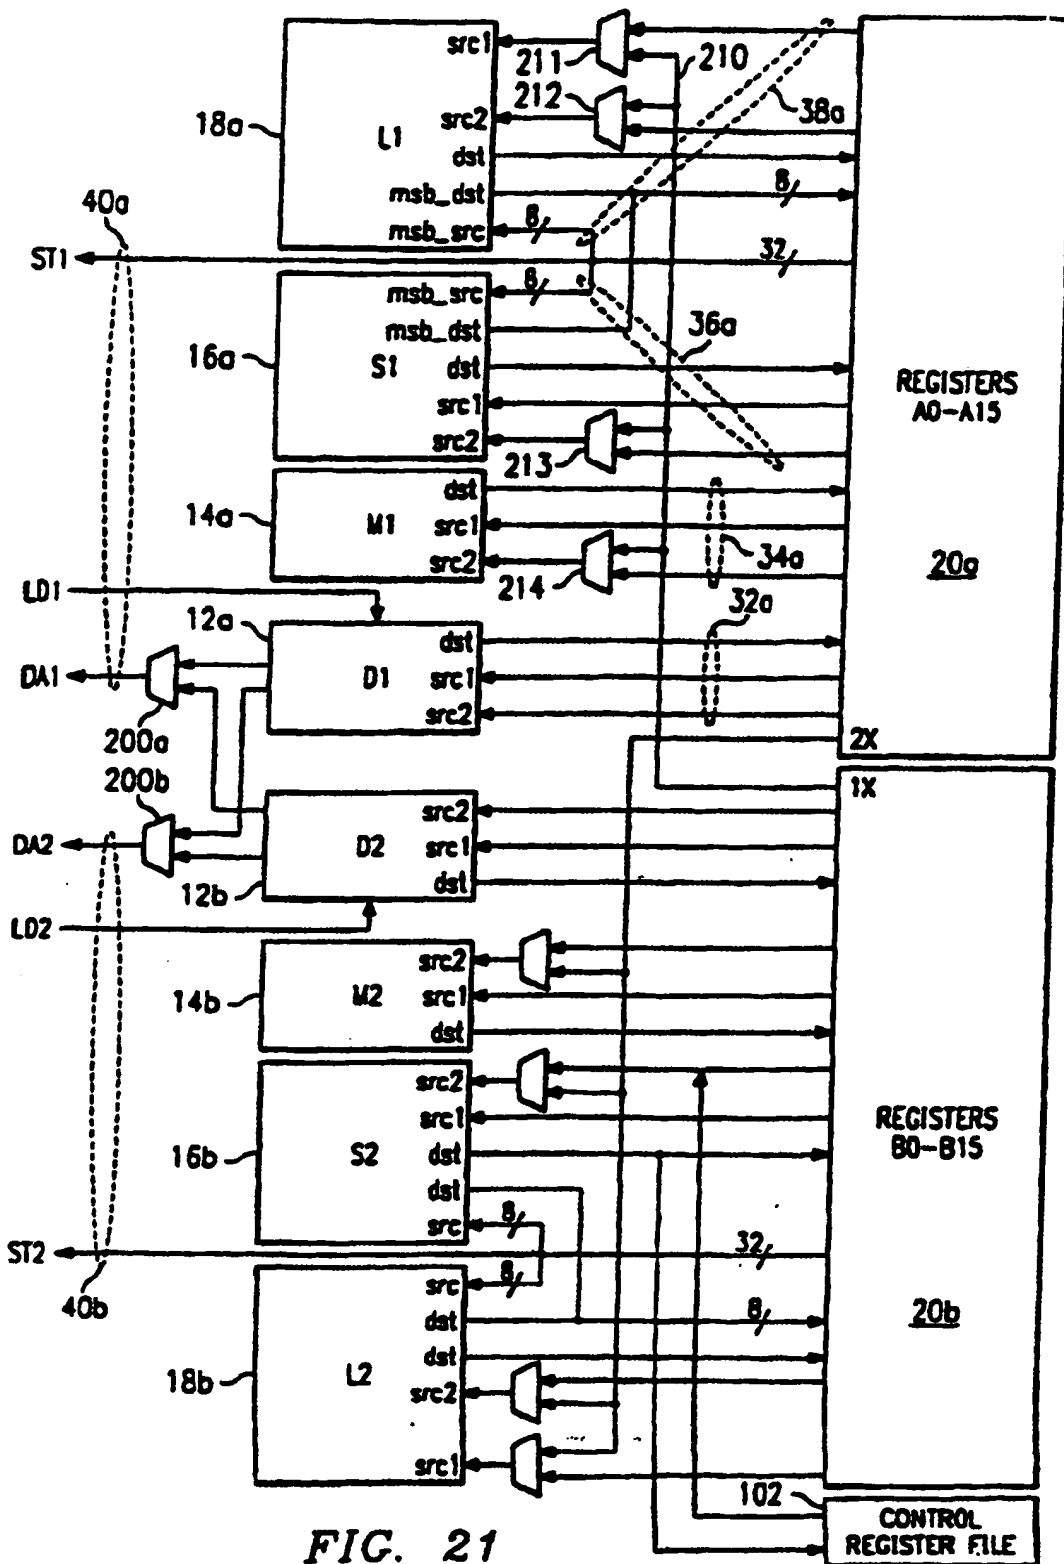 src1
211
210
212
38a
18a
L1
src2
dst
msb_dst
8
40a
msb_src
8
ST1
32
msb_src
8
msb_dst
36a
16a
S1
dst
REGISTERS
A0-A15
src1
src2
213
dst
14a
M1
src1
34a
src2
214
20a
LD1
32a
12a
dst
DA1
D1
src1
src2
200a
2X
200b
1X
src2
DA2
D2
src1
dst
12b
LD2
src2
14b
M2
src1
dst
src2
src1
REGISTERS
B0-B15
16b
S2
dst
dst
src
8
ST2
32
8
src
40b
dst
8
20b
dst
18b
L2
src2
src1
102
CONTROL
REGISTER FILE
FIG. 21